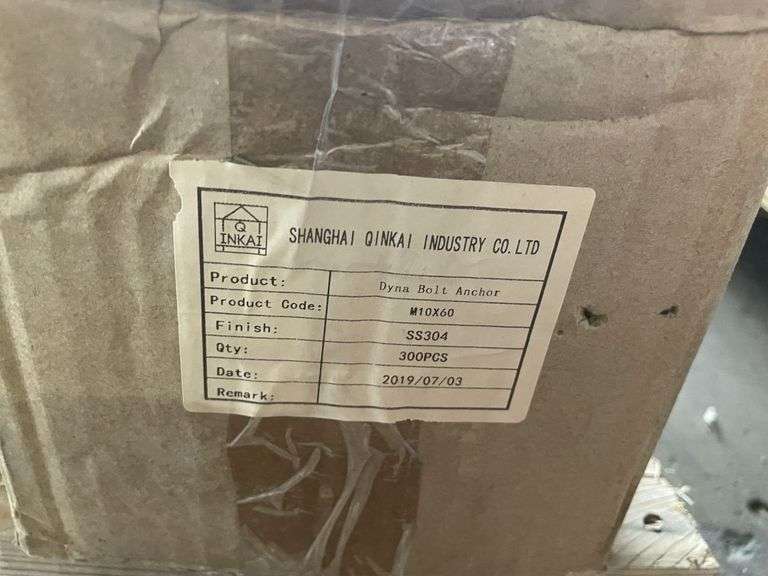 Q
INKAI
SHANGHAI QINKAI INDUSTRY CO.LTD
Product: Dyna Bolt Anchor
Product Code: M10X60
Finish: SS304
Qty: 300PCS
Date: 2019/07/03
Remark: